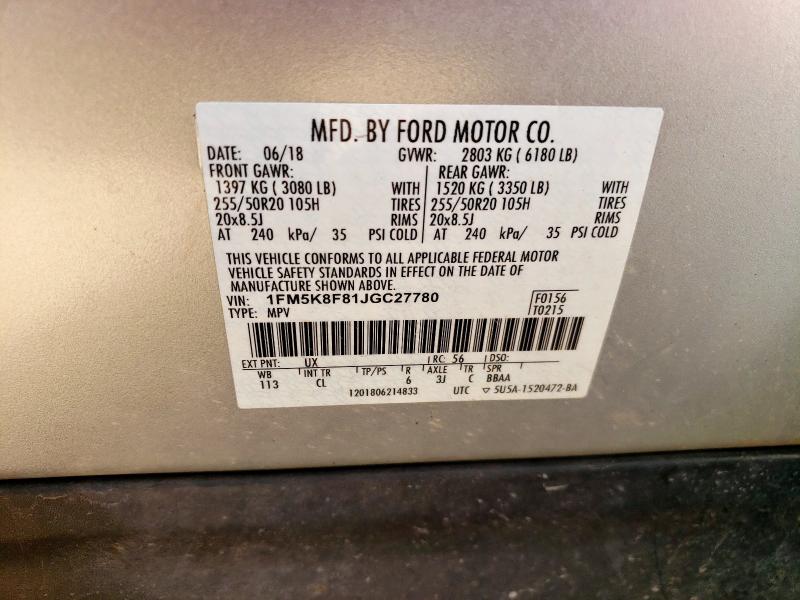 MFD. BY FORD MOTOR CO.
DATE: 06/18 GVWR: 2803 KG ( 6180 LB)
FRONT GAWR: REAR GAWR:
1397 KG ( 3080 LB) WITH 1520 KG ( 3350 LB) WITH
255/50R20 105H TIRES 255/50R20 105H TIRES
20x8.5J RIMS 20x8.5J RIMS
AT 240 kPa/ 35 PSI COLD AT 240 kPa/ 35 PSI COLD
THIS VEHICLE CONFORMS TO ALL APPLICABLE FEDERAL MOTOR
VEHICLE SAFETY STANDARDS IN EFFECT ON THE DATE OF
MANUFACTURE SHOWN ABOVE.
VIN: 1FM5K8F81JGC27780 F0156
TYPE: MPV T0215
EXT PNT: UX RC: 56 DSO:
WB INT TR TP/PS R AXLE TR SPR
113 CL 6 3J C BBAA
1201806214833 UTC ▽ 5U5A-1520472-BA